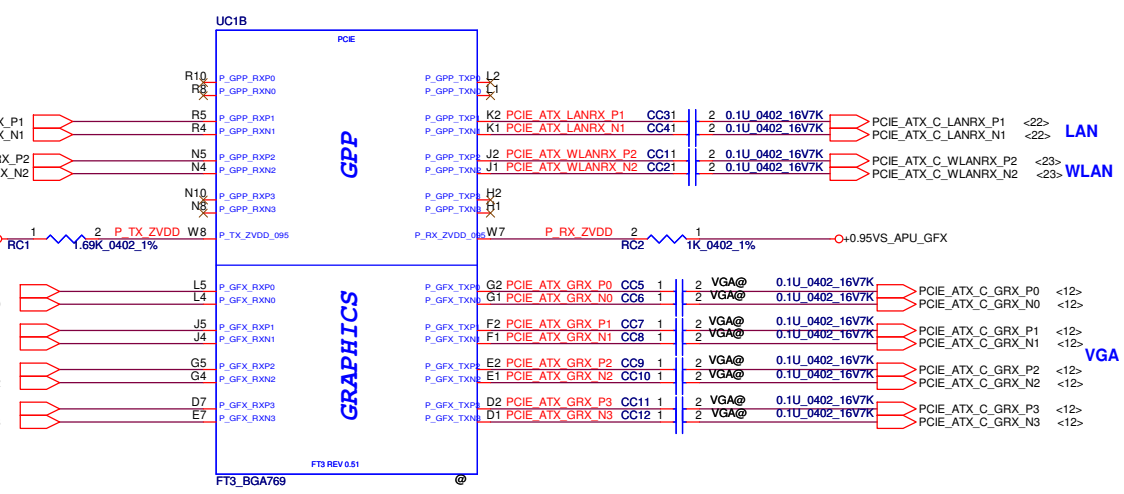 UC1B
PCIE
R10 P_GPP_RXP0 P_GPP_TXP0 L2
R8 P_GPP_RXN0 P_GPP_TXN0 L1
X_P1 R5 P_GPP_RXP1 P_GPP_TXP1 K2 PCIE_ATX_LANRX_P1 CC31 2 0.1U_0402_16V7K PCIE_ATX_C_LANRX_P1 <22>
X_N1 R4 P_GPP_RXN1 P_GPP_TXN1 K1 PCIE_ATX_LANRX_N1 CC41 2 0.1U_0402_16V7K PCIE_ATX_C_LANRX_N1 <22> LAN
RX_P2 N5 P_GPP_RXP2 P_GPP_TXP2 J2 PCIE_ATX_WLANRX_P2 CC11 2 0.1U_0402_16V7K PCIE_ATX_C_WLANRX_P2 <23>
X_N2 N4 P_GPP_RXN2 P_GPP_TXN2 J1 PCIE_ATX_WLANRX_N2 CC21 2 0.1U_0402_16V7K PCIE_ATX_C_WLANRX_N2 <23> WLAN
GPP
N10 P_GPP_RXP3 P_GPP_TXP3 H2
N8 P_GPP_RXN3 P_GPP_TXN3 H1
RC1 1 2 1.69K_0402_1% P_TX_ZVDD W8 P_TX_ZVDD_095 P_RX_ZVDD_095 W7 P_RX_ZVDD 2 RC2 1 1K_0402_1% +0.95VS_APU_GFX
L5 P_GFX_RXP0 P_GFX_TXP0 G2 PCIE_ATX_GRX_P0 CC5 1 2 VGA@ 0.1U_0402_16V7K PCIE_ATX_C_GRX_P0 <12>
L4 P_GFX_RXN0 P_GFX_TXN0 G1 PCIE_ATX_GRX_N0 CC6 1 2 VGA@ 0.1U_0402_16V7K PCIE_ATX_C_GRX_N0 <12>
J5 P_GFX_RXP1 P_GFX_TXP1 F2 PCIE_ATX_GRX_P1 CC7 1 2 VGA@ 0.1U_0402_16V7K PCIE_ATX_C_GRX_P1 <12>
J4 P_GFX_RXN1 P_GFX_TXN1 F1 PCIE_ATX_GRX_N1 CC8 1 2 VGA@ 0.1U_0402_16V7K PCIE_ATX_C_GRX_N1 <12>
GRAPHICS
VGA
G5 P_GFX_RXP2 P_GFX_TXP2 E2 PCIE_ATX_GRX_P2 CC9 1 2 VGA@ 0.1U_0402_16V7K PCIE_ATX_C_GRX_P2 <12>
G4 P_GFX_RXN2 P_GFX_TXN2 E1 PCIE_ATX_GRX_N2 CC10 1 2 VGA@ 0.1U_0402_16V7K PCIE_ATX_C_GRX_N2 <12>
D7 P_GFX_RXP3 P_GFX_TXP3 D2 PCIE_ATX_GRX_P3 CC11 1 2 VGA@ 0.1U_0402_16V7K PCIE_ATX_C_GRX_P3 <12>
E7 P_GFX_RXN3 P_GFX_TXN3 D1 PCIE_ATX_GRX_N3 CC12 1 2 VGA@ 0.1U_0402_16V7K PCIE_ATX_C_GRX_N3 <12>
FT3 REV 0.51
FT3_BGA769 @